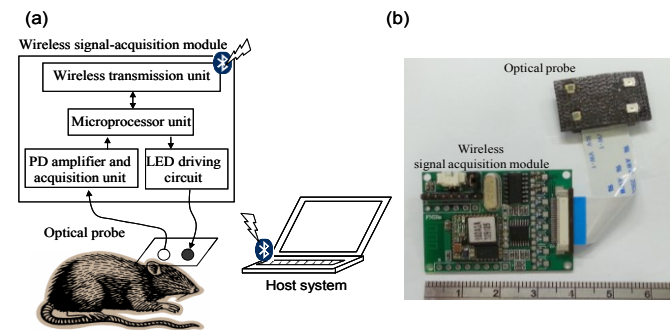 (a)
Wireless signal-acquisition module
Wireless transmission unit
Microprocessor unit
PD amplifier and
acquisition unit
LED driving
circuit
Optical probe
Host system
(b)
Optical probe
Wireless
signal acquisition module
1 2 3 4 5 6